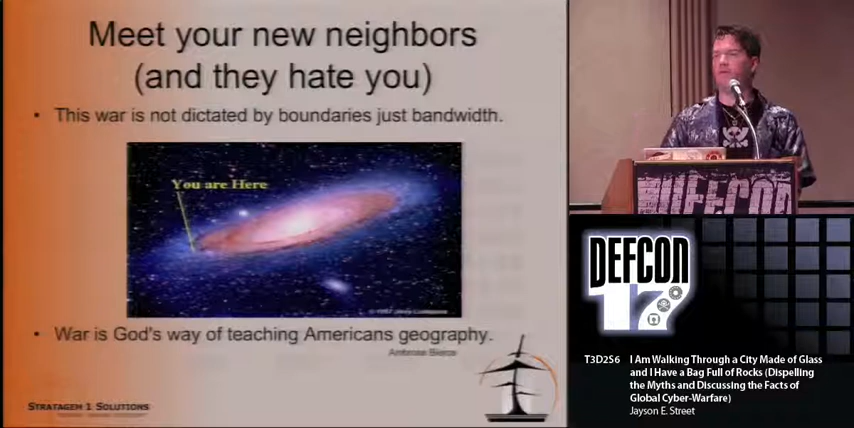 Meet your new neighbors
(and they hate you)
• This war is not dictated by boundaries just bandwidth.
You are Here
• War is God's way of teaching Americans geography.
Ambrose Bierce
STRATAGEM 1 SOLUTIONS
DEFCON
DEFCON
17
T3D2S6 I Am Walking Through a City Made of Glass
and I Have a Bag Full of Rocks (Dispelling
the Myths and Discussing the Facts of
Global Cyber-Warfare)
Jayson E. Street